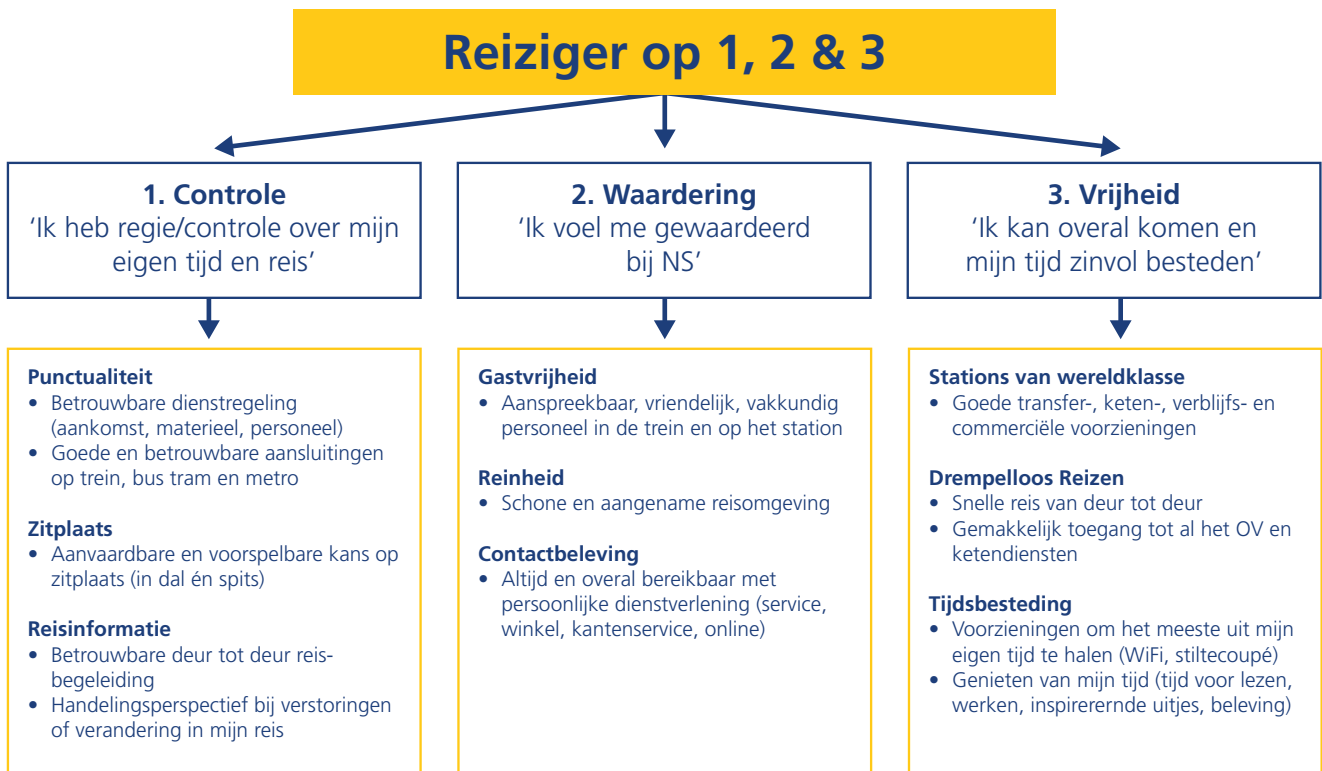 Reiziger op 1, 2 & 3
1. Controle
‘Ik heb regie/controle over mijn
eigen tijd en reis’
2. Waardering
‘Ik voel me gewaardeerd
bij NS’
3. Vrijheid
‘Ik kan overal komen en
mijn tijd zinvol besteden’
Punctualiteit
• Betrouwbare dienstregeling
(aankomst, materieel, personeel)
• Goede en betrouwbare aansluitingen
op trein, bus tram en metro
Zitplaats
• Aanvaardbare en voorspelbare kans op
zitplaats (in dal én spits)
Reisinformatie
• Betrouwbare deur tot deur reis-
begeleiding
• Handelingsperspectief bij verstoringen
of verandering in mijn reis
Gastvrijheid
• Aanspreekbaar, vriendelijk, vakkundig
personeel in de trein en op het station
Reinheid
• Schone en aangename reisomgeving
Contactbeleving
• Altijd en overal bereikbaar met
persoonlijke dienstverlening (service,
winkel, kantenservice, online)
Stations van wereldklasse
• Goede transfer-, keten-, verblijfs- en
commerciële voorzieningen
Drempelloos Reizen
• Snelle reis van deur tot deur
• Gemakkelijk toegang tot al het OV en
ketendiensten
Tijdsbesteding
• Voorzieningen om het meeste uit mijn
eigen tijd te halen (WiFi, stiltecoupé)
• Genieten van mijn tijd (tijd voor lezen,
werken, inspirerernde uitjes, beleving)